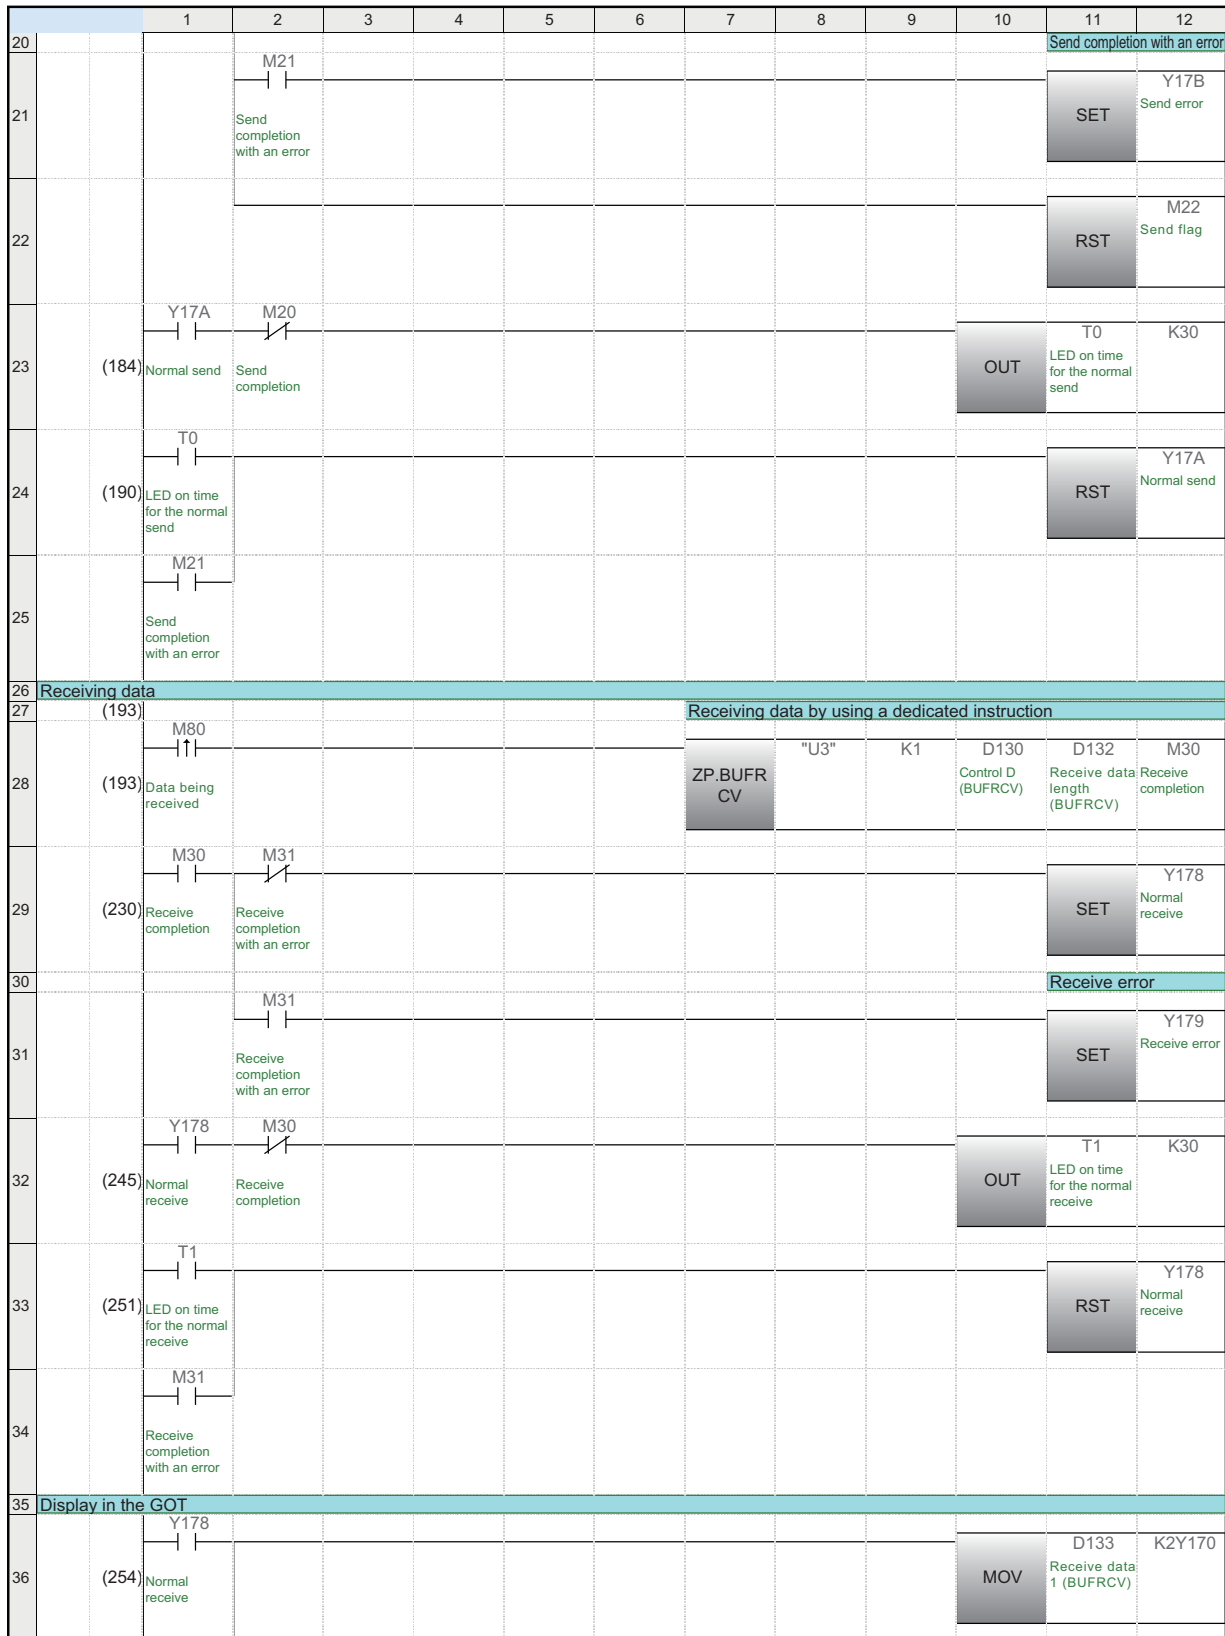 1 2 3 4 5 6 7 8 9 10 11 12
20 Send completion with an error
M21
Y17B
21 Send completion with an error SET Send error
M22
22 RST Send flag
Y17A M20
T0 K30
23 (184) Normal send Send completion OUT LED on time for the normal send
T0
Y17A
24 (190) LED on time for the normal send RST Normal send
M21
25 Send completion with an error
26 Receiving data
27 (193) Receiving data by using a dedicated instruction
M80
"U3" K1 D130 D132 M30
28 (193) Data being received ZP.BUFRCV Control D (BUFRCV) Receive data length (BUFRCV) Receive completion
M30 M31
Y178
29 (230) Receive completion Receive completion with an error SET Normal receive
30 Receive error
M31
Y179
31 Receive completion with an error SET Receive error
Y178 M30
T1 K30
32 (245) Normal receive Receive completion OUT LED on time for the normal receive
T1
Y178
33 (251) LED on time for the normal receive RST Normal receive
M31
34 Receive completion with an error
35 Display in the GOT
Y178
D133 K2Y170
36 (254) Normal receive MOV Receive data 1 (BUFRCV)